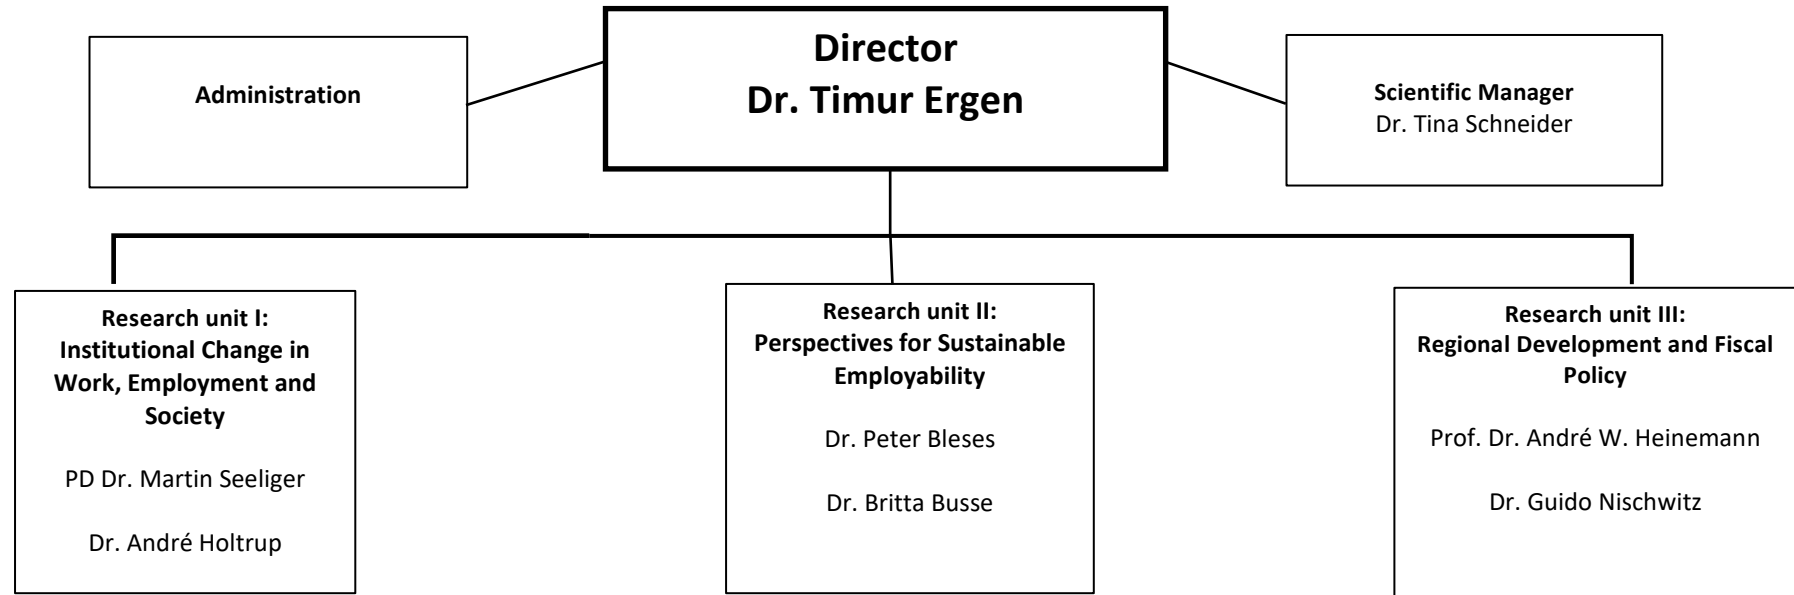 Director
Dr. Timur Ergen
Administration
Scientific Manager
Dr. Tina Schneider
Research unit I:
Institutional Change in
Work, Employment and
Society
PD Dr. Martin Seeliger
Dr. André Holtrup
Research unit II:
Perspectives for Sustainable
Employability
Dr. Peter Bleses
Dr. Britta Busse
Research unit III:
Regional Development and Fiscal
Policy
Prof. Dr. André W. Heinemann
Dr. Guido Nischwitz